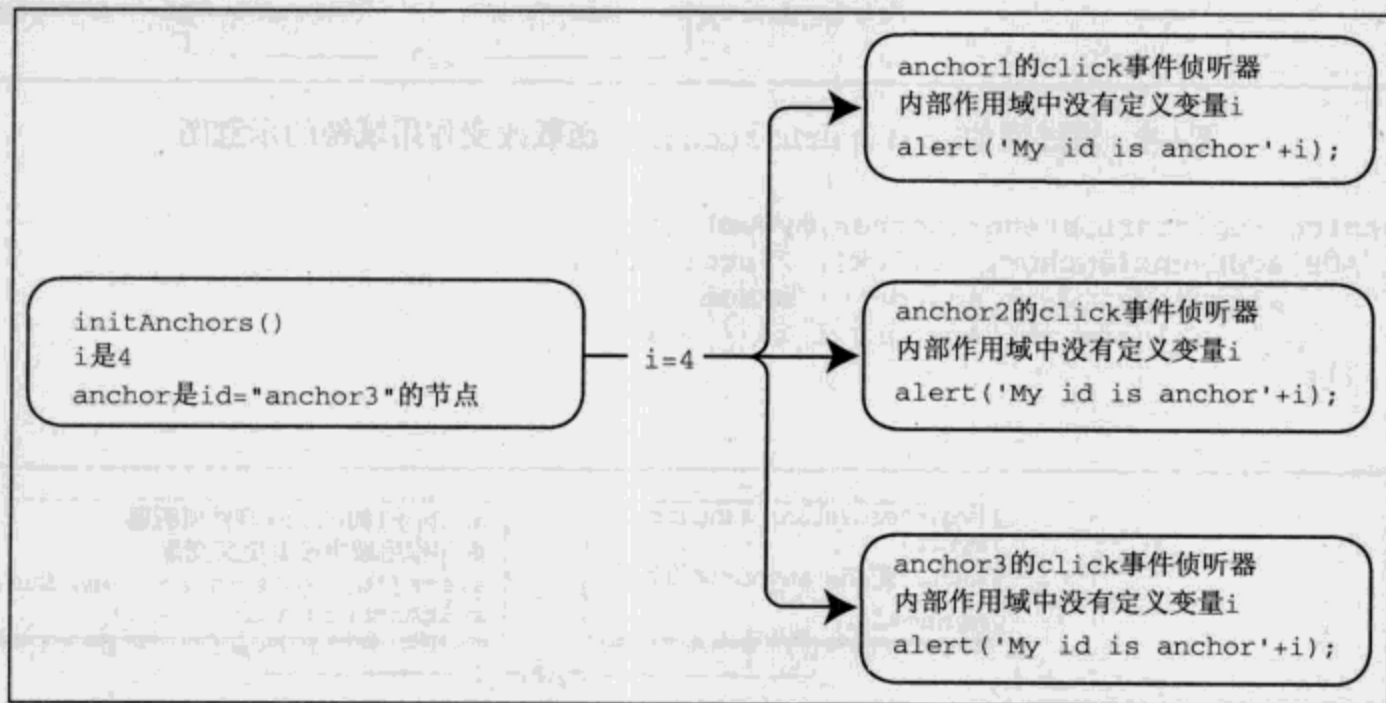 initAnchors()
i是4
anchor是id="anchor3"的节点
i=4
anchor1的click事件侦听器
内部作用域中没有定义变量i
alert('My id is anchor'+i);
anchor2的click事件侦听器
内部作用域中没有定义变量i
alert('My id is anchor'+i);
anchor3的click事件侦听器
内部作用域中没有定义变量i
alert('My id is anchor'+i);